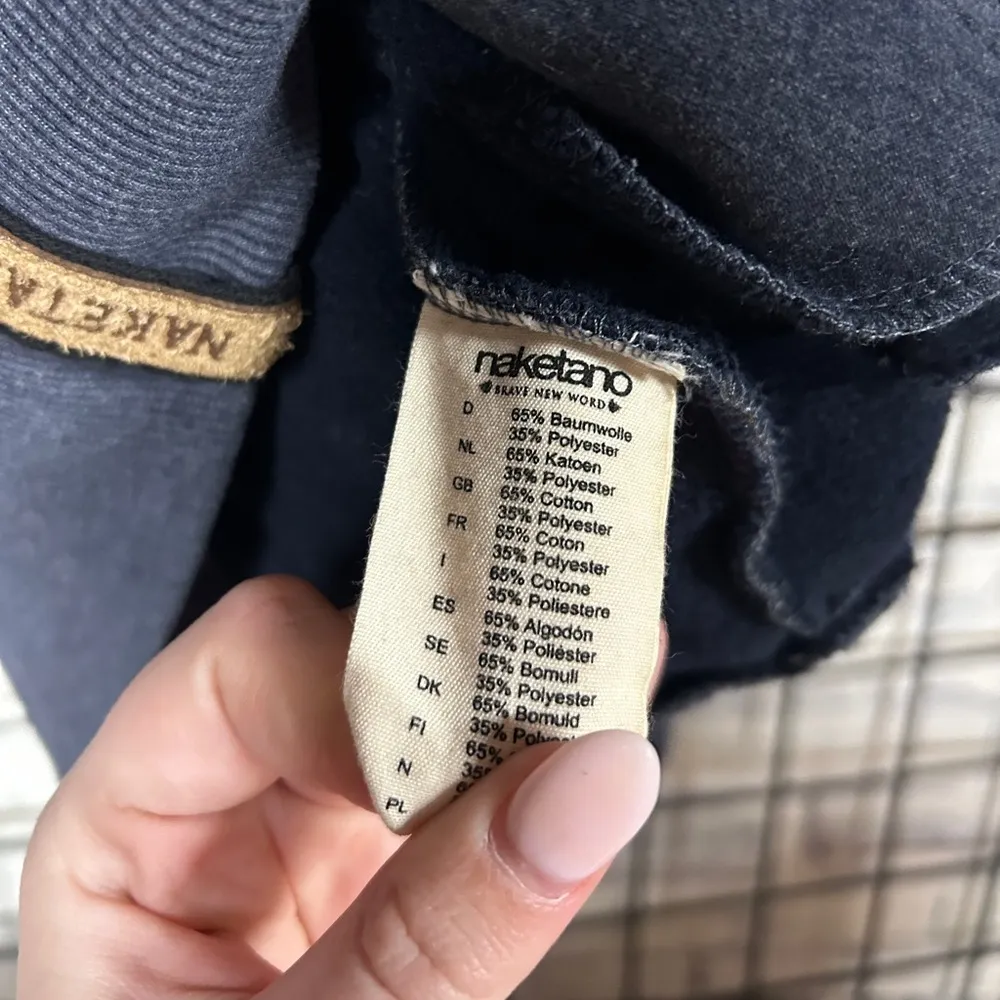 NAKETA
naketano
BRAVE NEW WORD
D 65% Baumwolle
35% Polyester
NL 65% Katoen
35% Polyester
GB 65% Cotton
35% Polyester
FR 65% Coton
35% Polyester
I 65% Cotone
35% Poliestere
ES 65% Algodón
35% Poliéster
SE 65% Bomull
35% Polyester
DK 65% Bomuld
35%
FI 65%
N
PL